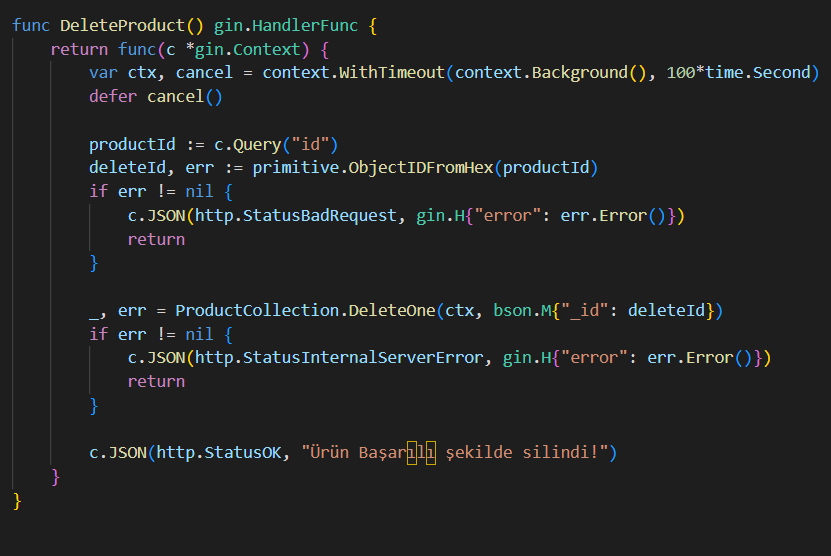 func DeleteProduct() gin.HandlerFunc {
    return func(c *gin.Context) {
        var ctx, cancel = context.WithTimeout(context.Background(), 100*time.Second)
        defer cancel()

        productId := c.Query("id")
        deleteId, err := primitive.ObjectIDFromHex(productId)
        if err != nil {
            c.JSON(http.StatusBadRequest, gin.H{"error": err.Error()})
            return
        }

        _, err = ProductCollection.DeleteOne(ctx, bson.M{"_id": deleteId})
        if err != nil {
            c.JSON(http.StatusInternalServerError, gin.H{"error": err.Error()})
            return
        }

        c.JSON(http.StatusOK, "Ürün Başarılı şekilde silindi!")
    }
}